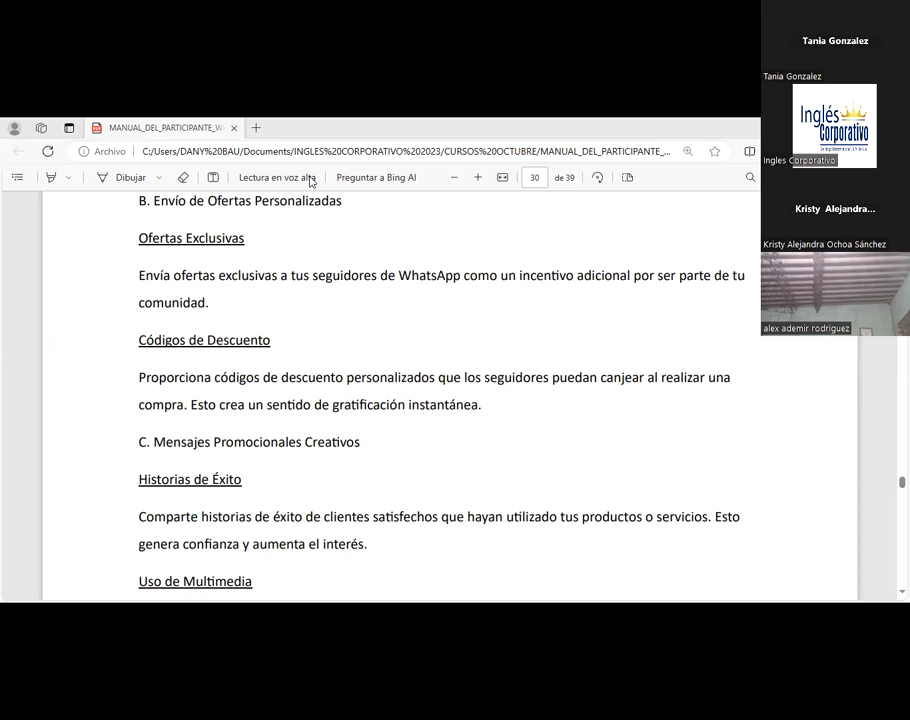 Tania Gonzalez
Tania Gonzalez
Inglés
Corporativo
Ingles Corporativo
Kristy Alejandra...
Kristy Alejandra Ochoa Sánchez
alex ademir rodriguez
MANUAL_DEL_PARTICIPANTE_W
Archivo
C:/Users/DANY%20BAU/Documents/INGLES%20CORPORATIVO%202023/CURSOS%20OCTUBRE/MANUAL_DEL_PARTICIPANTE_...
Dibujar
Lectura en voz alta
Preguntar a Bing AI
30
de 39
B. Envío de Ofertas Personalizadas
Ofertas Exclusivas
Envía ofertas exclusivas a tus seguidores de WhatsApp como un incentivo adicional por ser parte de tu
comunidad.
Códigos de Descuento
Proporciona códigos de descuento personalizados que los seguidores puedan canjear al realizar una
compra. Esto crea un sentido de gratificación instantánea.
C. Mensajes Promocionales Creativos
Historias de Éxito
Comparte historias de éxito de clientes satisfechos que hayan utilizado tus productos o servicios. Esto
genera confianza y aumenta el interés.
Uso de Multimedia